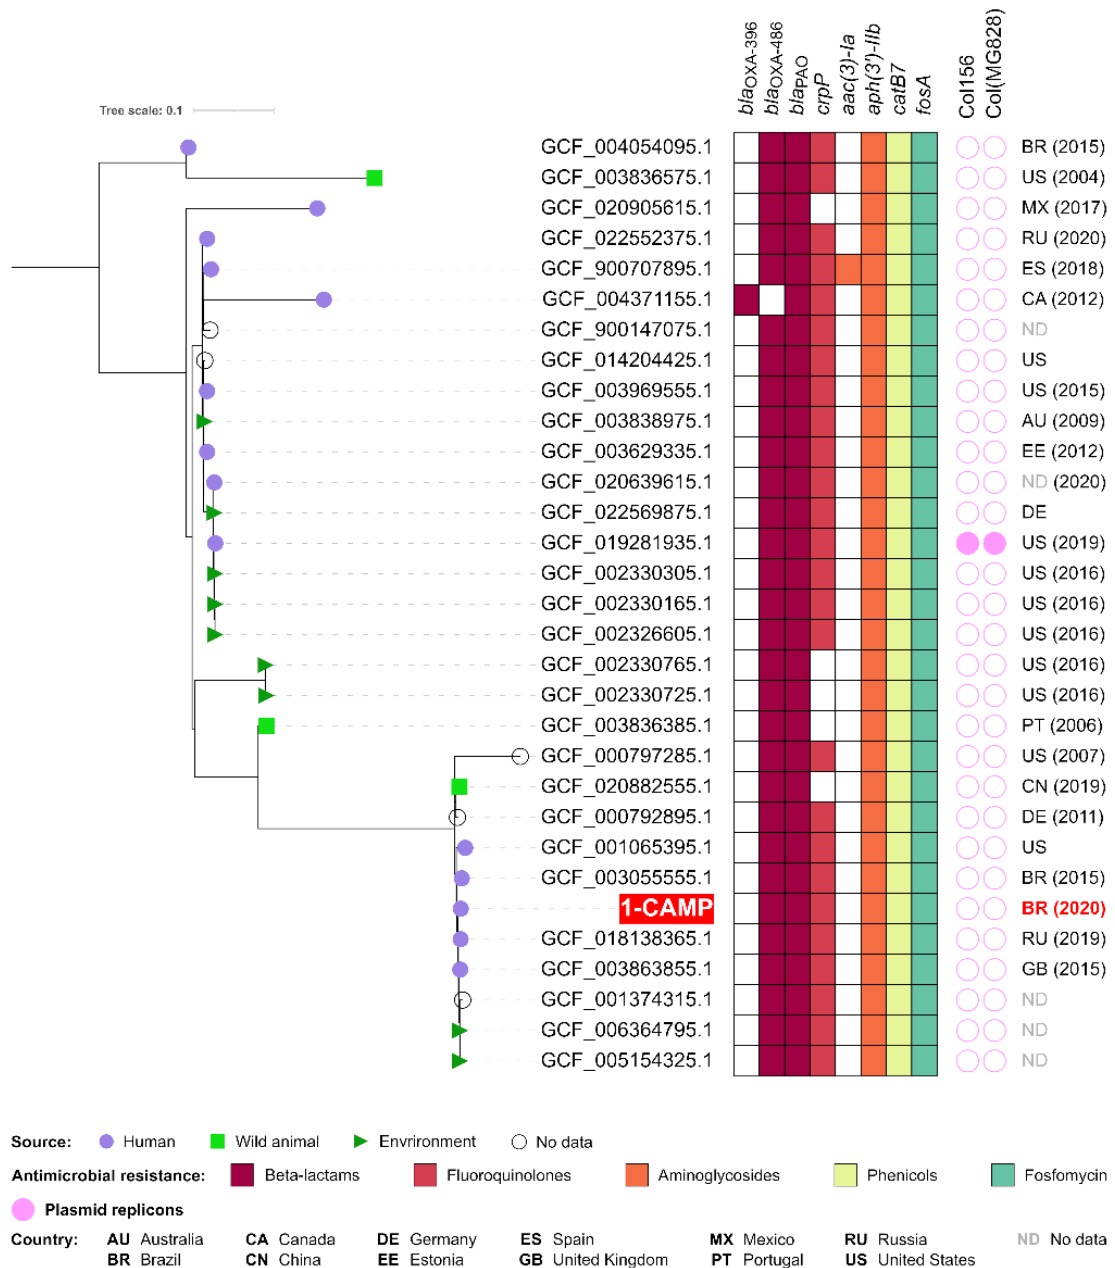 blaOXA-396 blaOXA-486 blaPAO crpP aac(3)-Ia aph(3')-IIb catB7 fosA Col156 Col(MG828)
Tree scale: 0.1
GCF_004054095.1 BR (2015)
GCF_003836575.1 US (2004)
GCF_020905615.1 MX (2017)
GCF_022552375.1 RU (2020)
GCF_900707895.1 ES (2018)
GCF_004371155.1 CA (2012)
GCF_900147075.1 ND
GCF_014204425.1 US
GCF_003969555.1 US (2015)
GCF_003838975.1 AU (2009)
GCF_003629335.1 EE (2012)
GCF_020639615.1 ND (2020)
GCF_022569875.1 DE
GCF_019281935.1 US (2019)
GCF_002330305.1 US (2016)
GCF_002330165.1 US (2016)
GCF_002326605.1 US (2016)
GCF_002330765.1 US (2016)
GCF_002330725.1 US (2016)
GCF_003836385.1 PT (2006)
GCF_000797285.1 US (2007)
GCF_020882555.1 CN (2019)
GCF_000792895.1 DE (2011)
GCF_001065395.1 US
GCF_003055555.1 BR (2015)
1-CAMP BR (2020)
GCF_018138365.1 RU (2019)
GCF_003863855.1 GB (2015)
GCF_001374315.1 ND
GCF_006364795.1 ND
GCF_005154325.1 ND
Source: Human Wild animal Envrironment No data
Antimicrobial resistance: Beta-lactams Fluoroquinolones Aminoglycosides Phenicols Fosfomycin
Plasmid replicons
Country: AU Australia CA Canada DE Germany ES Spain MX Mexico RU Russia ND No data
BR Brazil CN China EE Estonia GB United Kingdom PT Portugal US United States